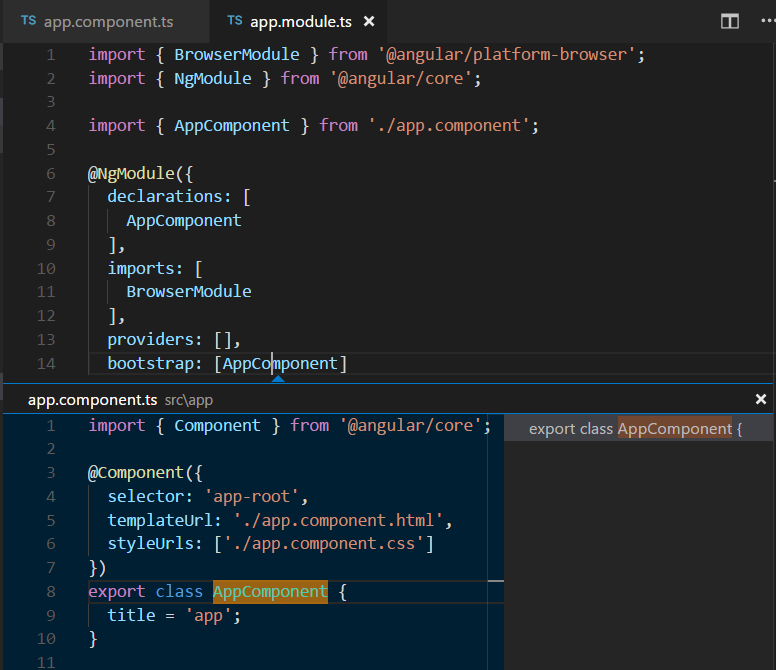 TS app.component.ts TS app.module.ts ×
1 import { BrowserModule } from '@angular/platform-browser';
2 import { NgModule } from '@angular/core';
3
4 import { AppComponent } from './app.component';
5
6 @NgModule({
7 declarations: [
8 AppComponent
9 ],
10 imports: [
11 BrowserModule
12 ],
13 providers: [],
14 bootstrap: [AppComponent]
app.component.ts src\app ×
1 import { Component } from '@angular/core';
2
3 @Component({
4 selector: 'app-root',
5 templateUrl: './app.component.html',
6 styleUrls: ['./app.component.css']
7 })
8 export class AppComponent {
9 title = 'app';
10 }
11
export class AppComponent {